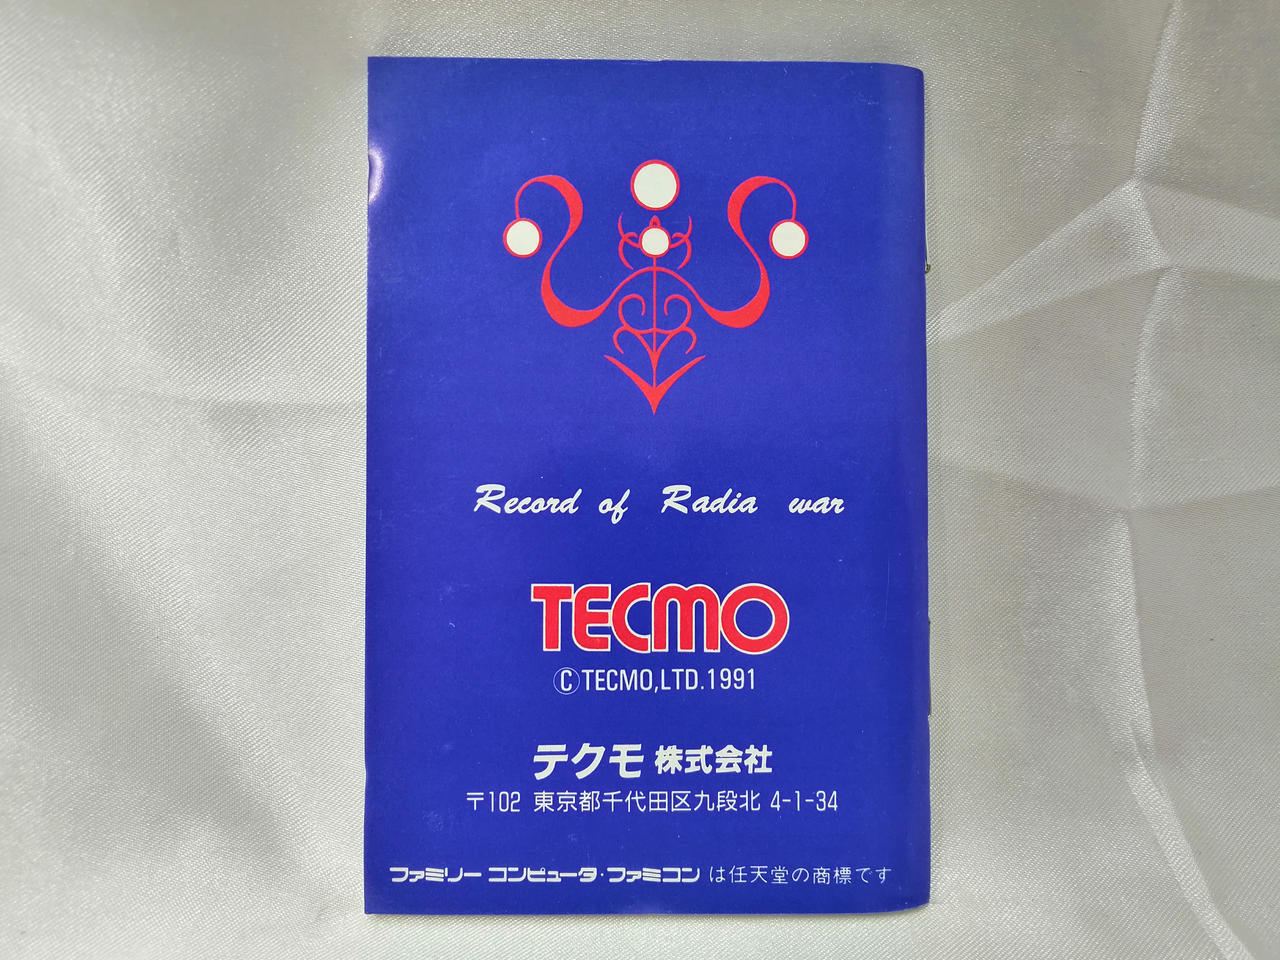 Record of Radia war
TECMO
©TECMO,LTD.1991
テクモ 株式会社
〒102 東京都千代田区九段北 4-1-34
ファミリー コンピュータ・ファミコン は任天堂の商標です